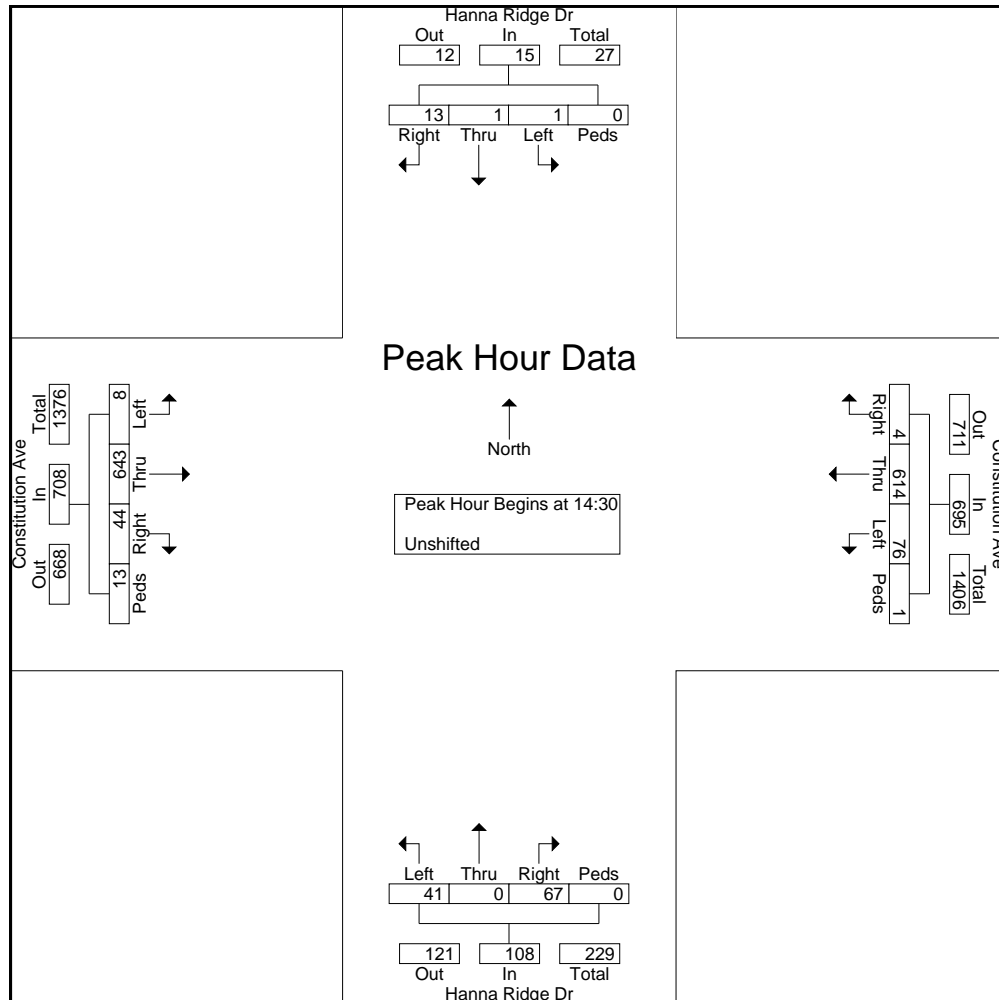 Hanna Ridge Dr
Out In Total
12 15 27
13 1 1 0
Right Thru Left Peds
Peak Hour Data
North
Peak Hour Begins at 14:30
Unshifted
Constitution Ave
Total In Out
1376 708 668
8 643 44 13
Left Thru Right Peds
Right Thru Left Peds
4 614 76 1
711 695 1406
Out In Total
Constitution Ave
Left Thru Right Peds
41 0 67 0
121 108 229
Out In Total
Hanna Ridge Dr